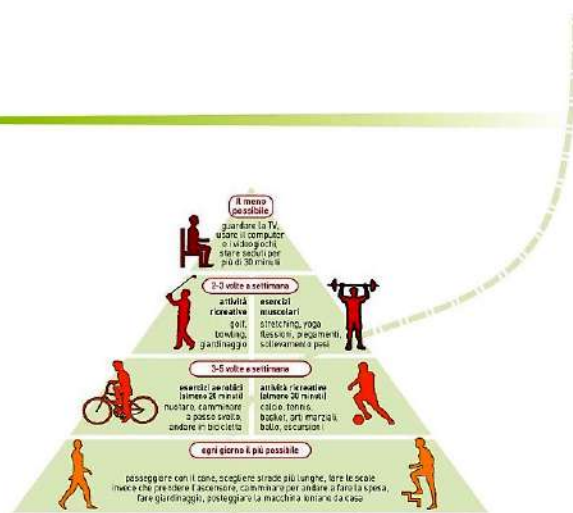 il meno
possibile
guardare la TV,
usare il computer
o i videogiochi,
stare seduti per
più di 30 minuti
2-3 volte a settimana
attività
ricreative
golf,
bowling,
giardinaggio
esercizi
muscolari
stretching, yoga
flessioni, piegamenti,
sollevamento pesi
3-5 volte a settimana
esercizi aerobici
(almeno 20 minuti)
nuotare, camminare
a passo svelto,
andare in bicicletta
attività ricreative
(almeno 30 minuti)
calcio, tennis,
basket, arti marziali,
ballo, escursioni
ogni giorno il più possibile
passeggiare con il cane, scegliere strade più lunghe, fare le scale
invece che prendere l'ascensore, camminare per andare a fare la spesa,
fare giardinaggio, posteggiare la macchina lontano da casa